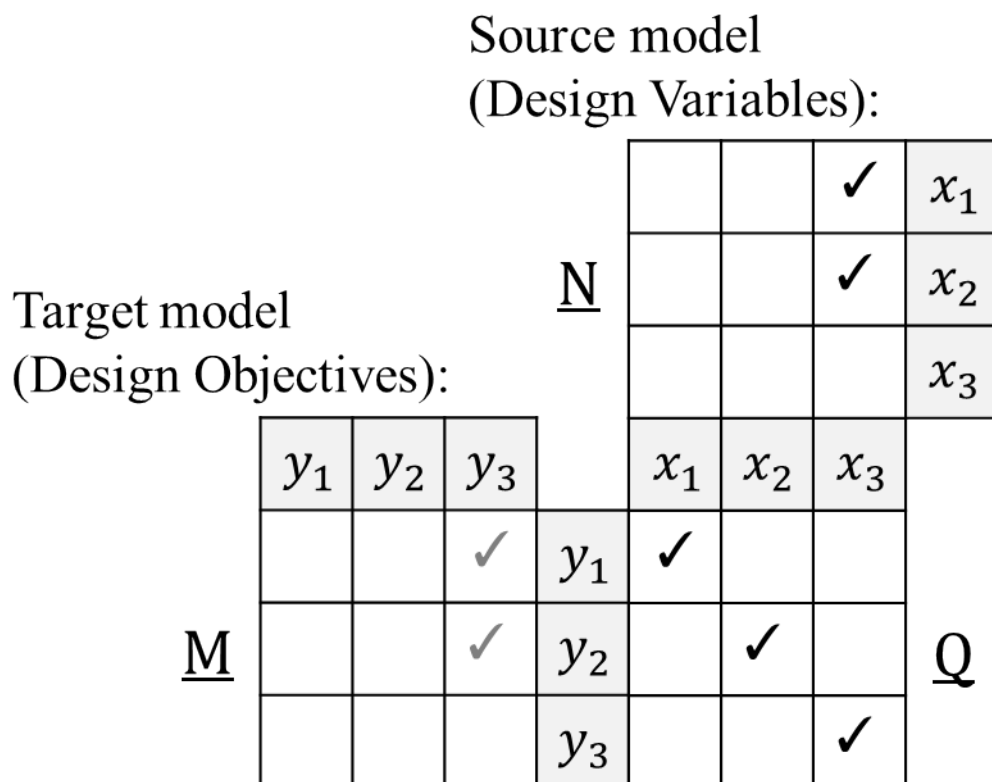 Source model
(Design Variables):
✓ x₁
N ✓ x₂
x₃
Target model
(Design Objectives):
y₁ y₂ y₃ x₁ x₂ x₃
✓ y₁ ✓
M ✓ y₂ ✓ Q
y₃ ✓